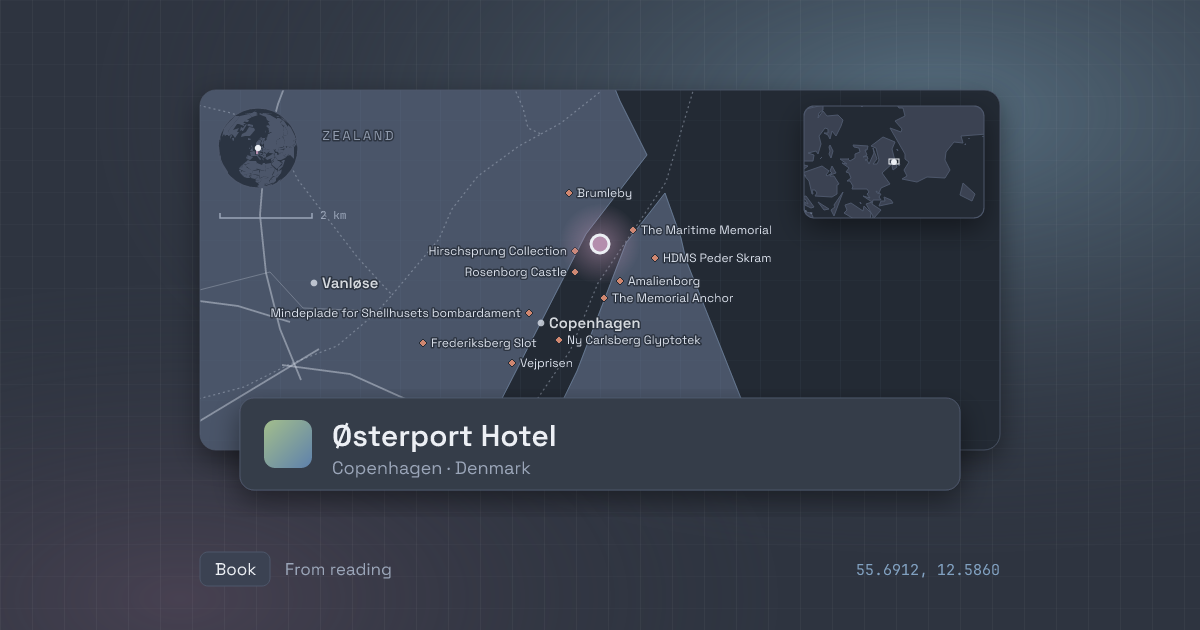 ZEALAND
2 km
Brumleby
The Maritime Memorial
Hirschsprung Collection
HDMS Peder Skram
Rosenborg Castle
Amalienborg
Vanløse
The Memorial Anchor
Mindeplade for Shellhusets bombardament
Copenhagen
Frederiksberg Slot
Ny Carlsberg Glyptotek
Vejprisen
Østerport Hotel
Copenhagen · Denmark
Book
From reading
55.6912, 12.5860